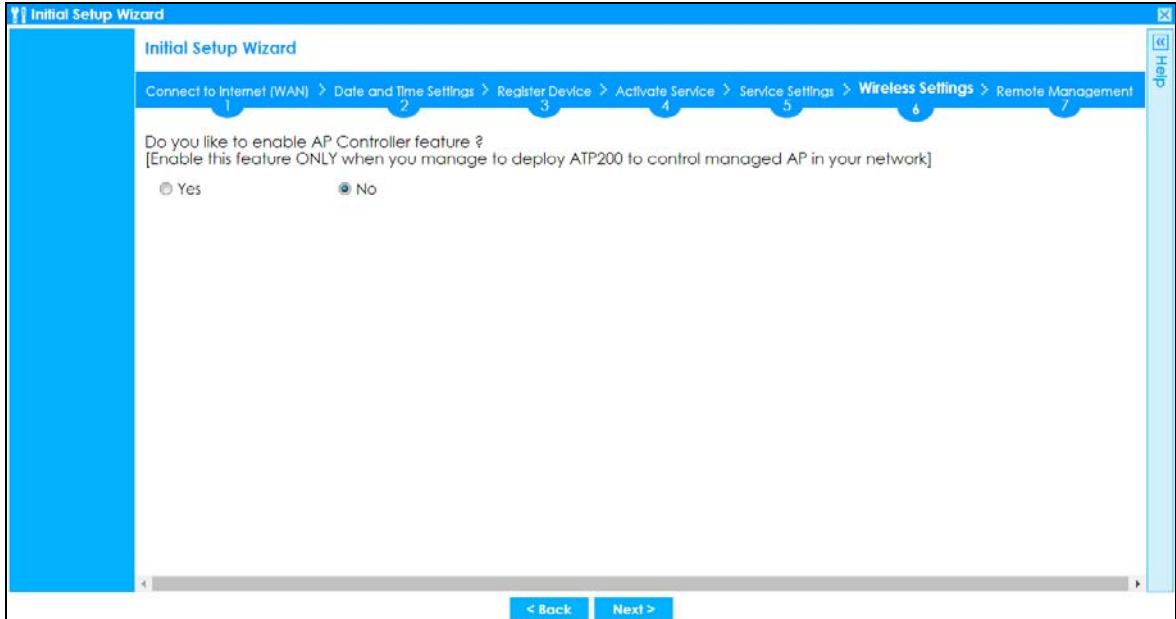 Initial Setup Wizard
Initial Setup Wizard
« Help
Connect to Internet (WAN) > Date and Time Settings > Register Device > Activate Service > Service Settings > Wireless Settings > Remote Management
1 2 3 4 5 6 7
Do you like to enable AP Controller feature ?
[Enable this feature ONLY when you manage to deploy ATP200 to control managed AP in your network]
Yes No
< Back Next >